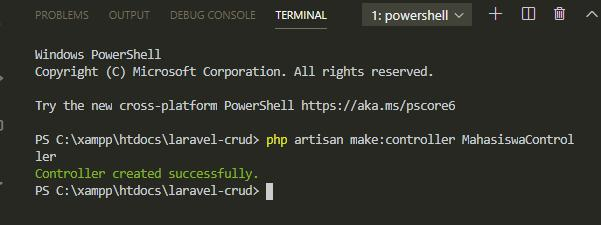 PROBLEMS OUTPUT DEBUG CONSOLE TERMINAL 1: powershell
Windows PowerShell
Copyright (C) Microsoft Corporation. All rights reserved.
Try the new cross-platform PowerShell https://aka.ms/pscore6
PS C:\xampp\htdocs\laravel-crud> php artisan make:controller MahasiswaControl
ler
Controller created successfully.
PS C:\xampp\htdocs\laravel-crud>